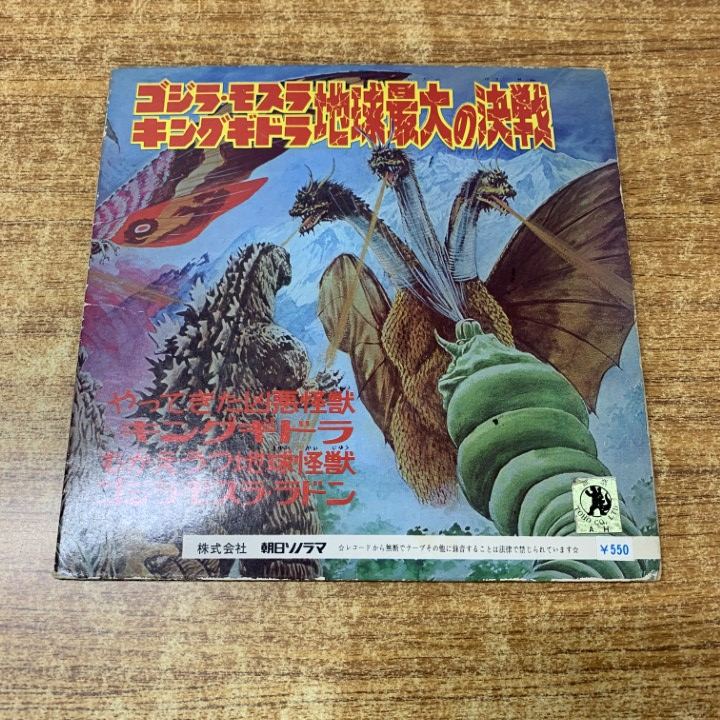 ゴジラ・モスラ
キングギドラ
地球最大の決戦
やってきた凶悪怪獣
キングギドラ
むかえうつ地球怪獣
ゴジラ・モスラ・ラドン
株式会社 朝日ソノラマ
☆レコードから無断でテープその他に録音することは法律で禁じられています☆
¥550
TOHO CO., LTD